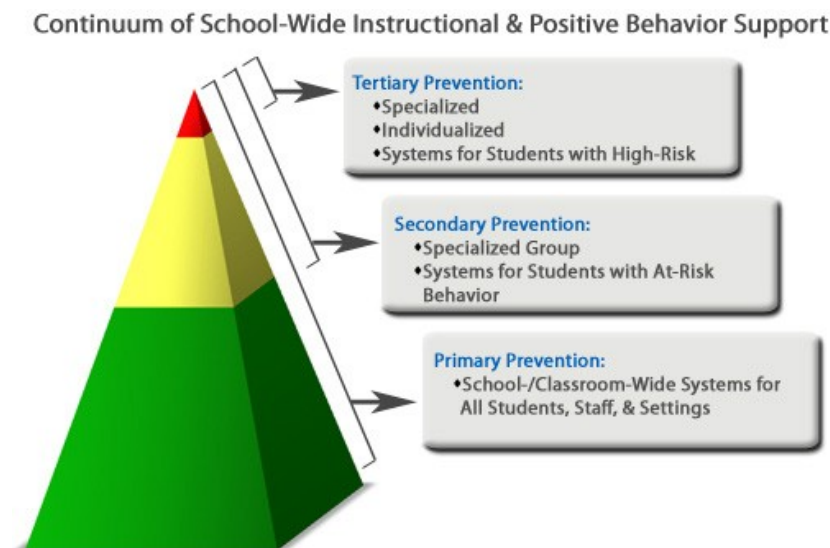 Continuum of School-Wide Instructional & Positive Behavior Support
Tertiary Prevention:
♦Specialized
♦Individualized
♦Systems for Students with High-Risk
Secondary Prevention:
♦Specialized Group
♦Systems for Students with At-Risk
Behavior
Primary Prevention:
♦School-/Classroom-Wide Systems for
All Students, Staff, & Settings